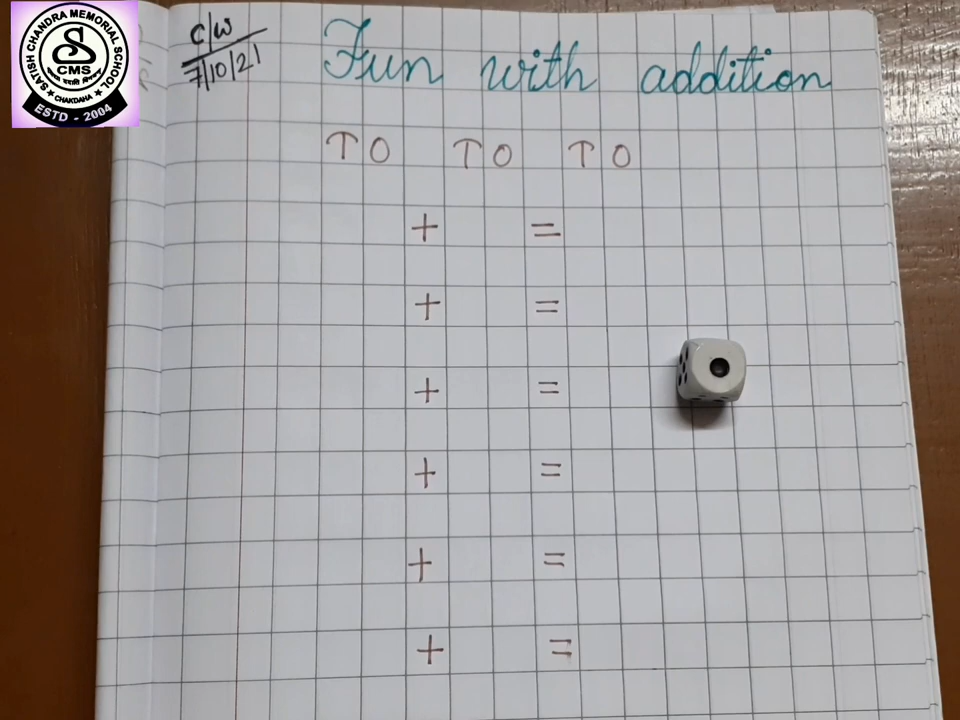 SATISH CHANDRA MEMORIAL SCHOOL
S
CMS
CHAKDAHA
ESTD - 2004
C/W
7/10/21
Fun with addition
T O T O T O
+ =
+ =
+ =
+ =
+ =
+ =